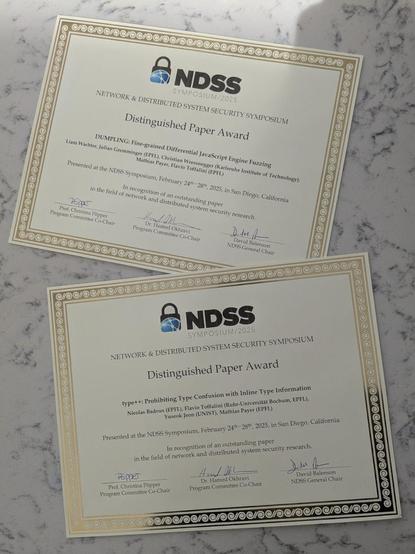 NDSS
SYMPOSIUM/2025
NETWORK & DISTRIBUTED SYSTEM SECURITY SYMPOSIUM
Distinguished Paper Award
DUMPLING: Fine-grained Differential JavaScript Engine Fuzzing
Liam Wachter, Julian Gremminger (EPFL), Christian Wressnegger (Karlsruhe Institute of Technology),
Mathias Payer, Flavio Toffalini (EPFL)
Presented at the NDSS Symposium, February 24th - 28th, 2025, in San Diego, California
In recognition of an outstanding paper
in the field of network and distributed system security research.
Prof. Christina Pöpper
Program Committee Co-Chair
Dr. Hamed Okhravi
Program Committee Co-Chair
David Balenson
NDSS General Chair
NDSS
SYMPOSIUM/2025
NETWORK & DISTRIBUTED SYSTEM SECURITY SYMPOSIUM
Distinguished Paper Award
type++: Prohibiting Type Confusion with Inline Type Information
Nicolas Badoux (EPFL), Flavio Toffalini (Ruhr-Universität Bochum, EPFL),
Yuseok Jeon (UNIST), Mathias Payer (EPFL)
Presented at the NDSS Symposium, February 24th - 28th, 2025, in San Diego, California
In recognition of an outstanding paper
in the field of network and distributed system security research.
Prof. Christina Pöpper
Program Committee Co-Chair
Dr. Hamed Okhravi
Program Committee Co-Chair
David Balenson
NDSS General Chair